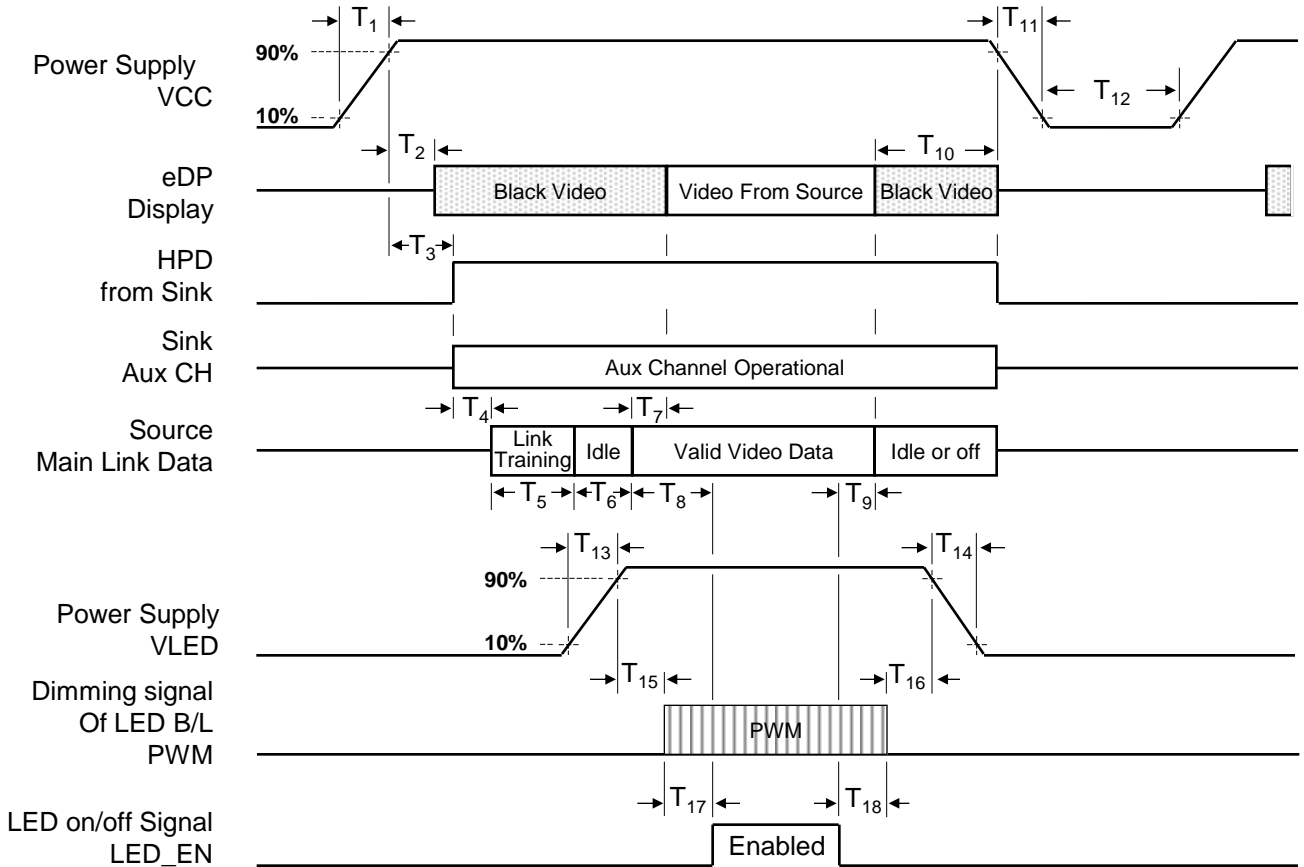 T1
T11
90%
Power Supply
VCC
T12
10%
T2
T10
eDP
Display
Black Video
Video From Source
Black Video
T3
HPD
from Sink
Sink
Aux CH
Aux Channel Operational
T4
T7
Source
Main Link Data
Link
Training
Idle
Valid Video Data
Idle or off
T5
T6
T8
T9
T13
T14
90%
Power Supply
VLED
10%
T15
T16
Dimming signal
Of LED B/L
PWM
PWM
T17
T18
LED on/off Signal
LED_EN
Enabled